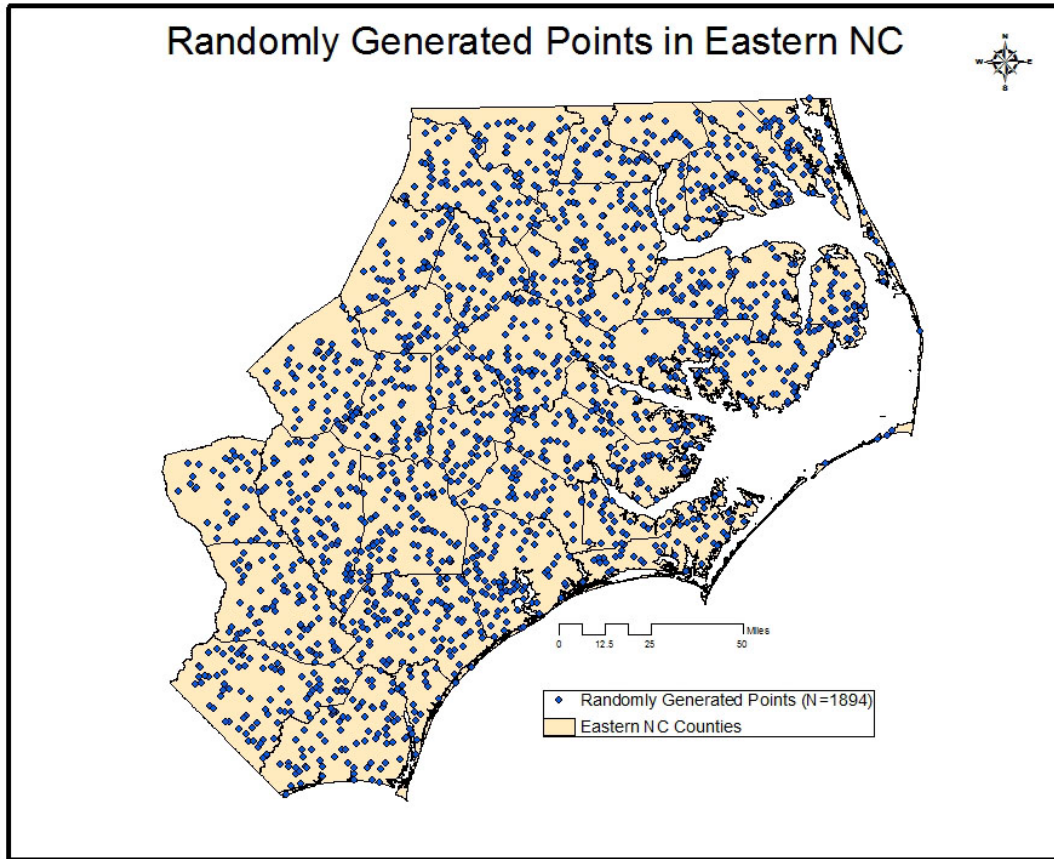 Randomly Generated Points in Eastern NC
N
W E
S
Miles
0 12.5 25 50
Randomly Generated Points (N=1894)
Eastern NC Counties